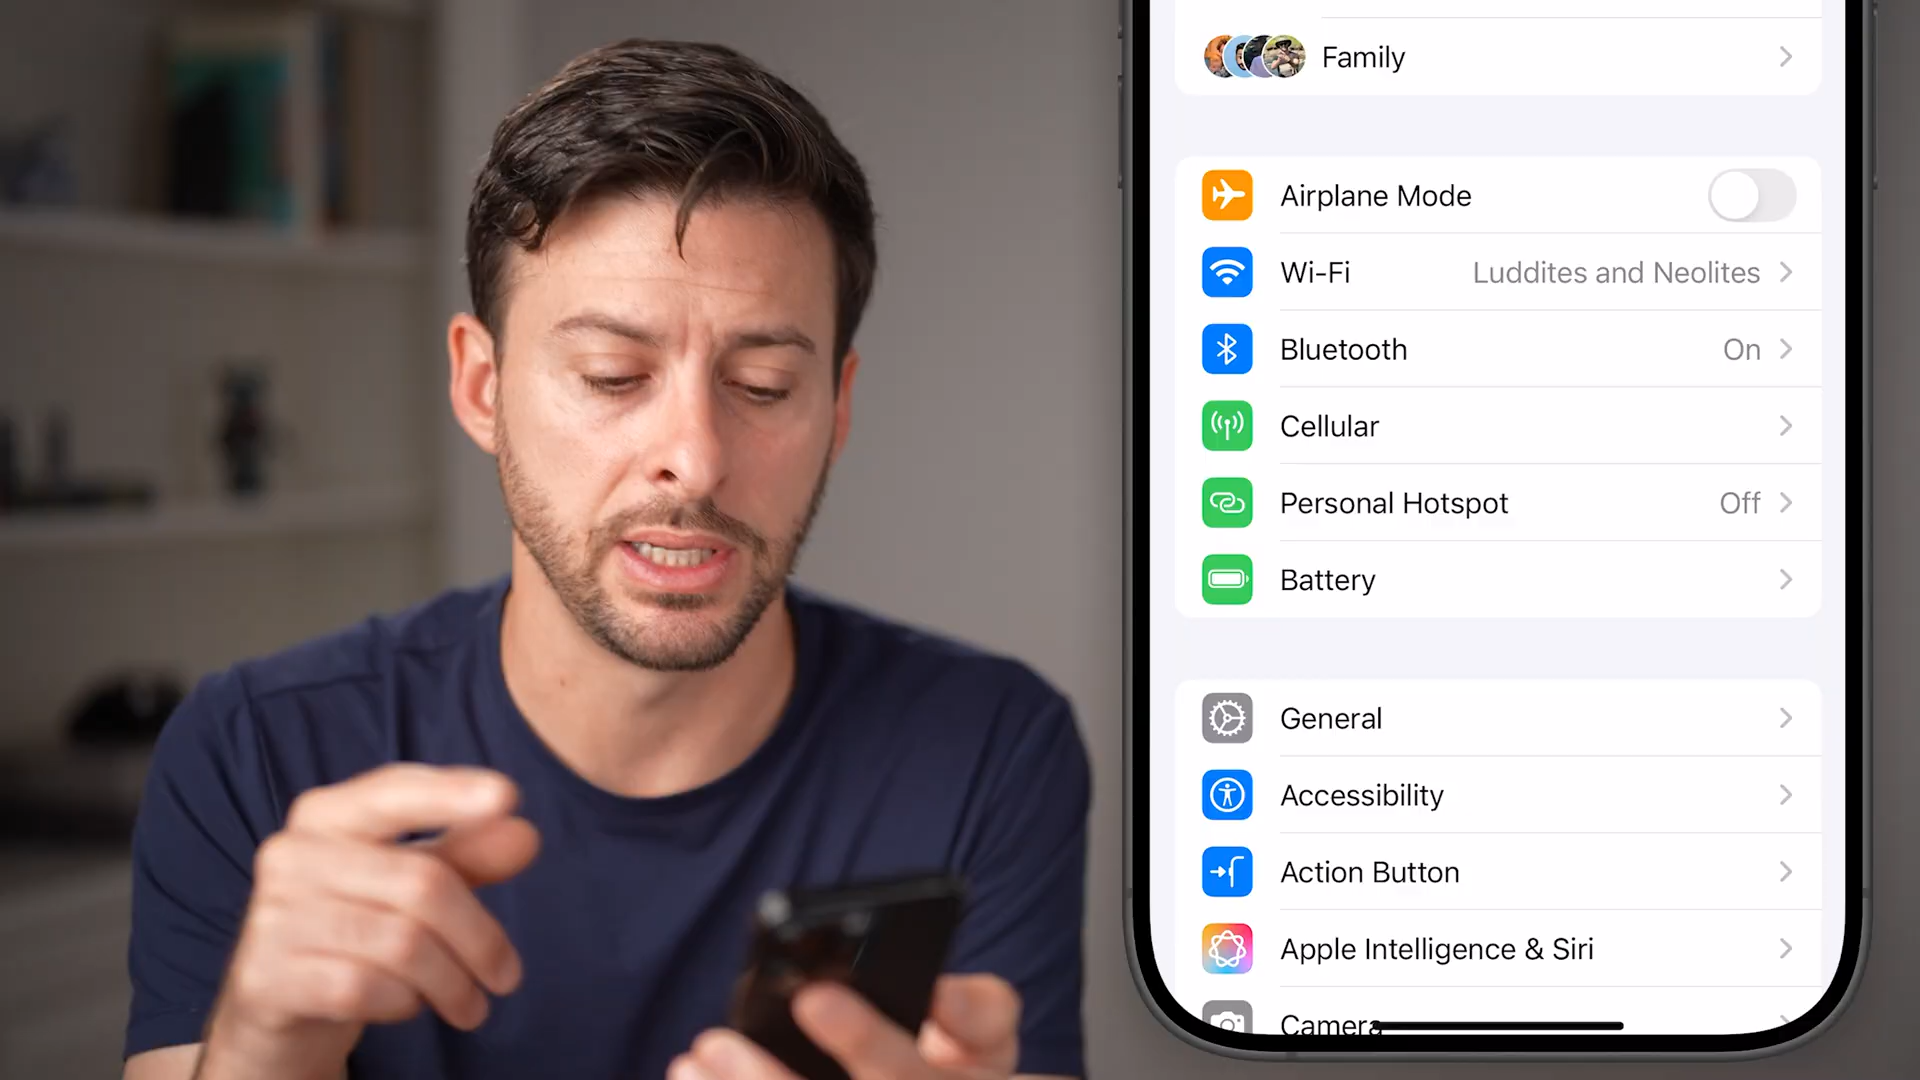 Family
Airplane Mode
Wi-Fi Luddites and Neolites
Bluetooth On
Cellular
Personal Hotspot Off
Battery
General
Accessibility
Action Button
Apple Intelligence & Siri
Camera